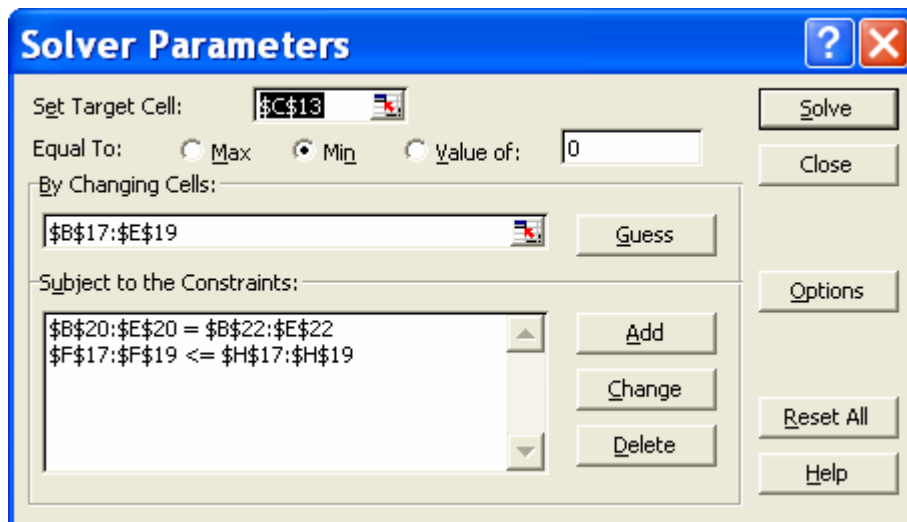 Solver Parameters ?
Set Target Cell: $C$13 Solve
Equal To: Max Min Value of: 0 Close
By Changing Cells:
$B$17:$E$19 Guess
Subject to the Constraints: Options
$B$20:$E$20 = $B$22:$E$22 Add
$F$17:$F$19 <= $H$17:$H$19
Change
Reset All
Delete
Help